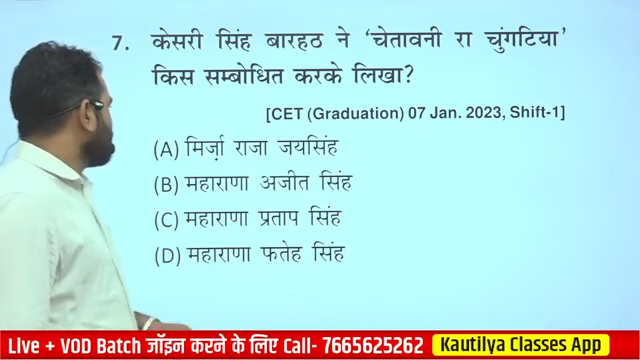 7. केसरी सिंह बारहठ ने ‘चेतावनी रा चुंगटिया’
किस सम्बोधित करके लिखा?
[CET (Graduation) 07 Jan. 2023, Shift-1]
(A) मिर्ज़ा राजा जयसिंह
(B) महाराणा अजीत सिंह
(C) महाराणा प्रताप सिंह
(D) महाराणा फतेह सिंह
Live + VOD Batch जॉइन करने के लिए Call- 7665625262 Kautilya Classes App